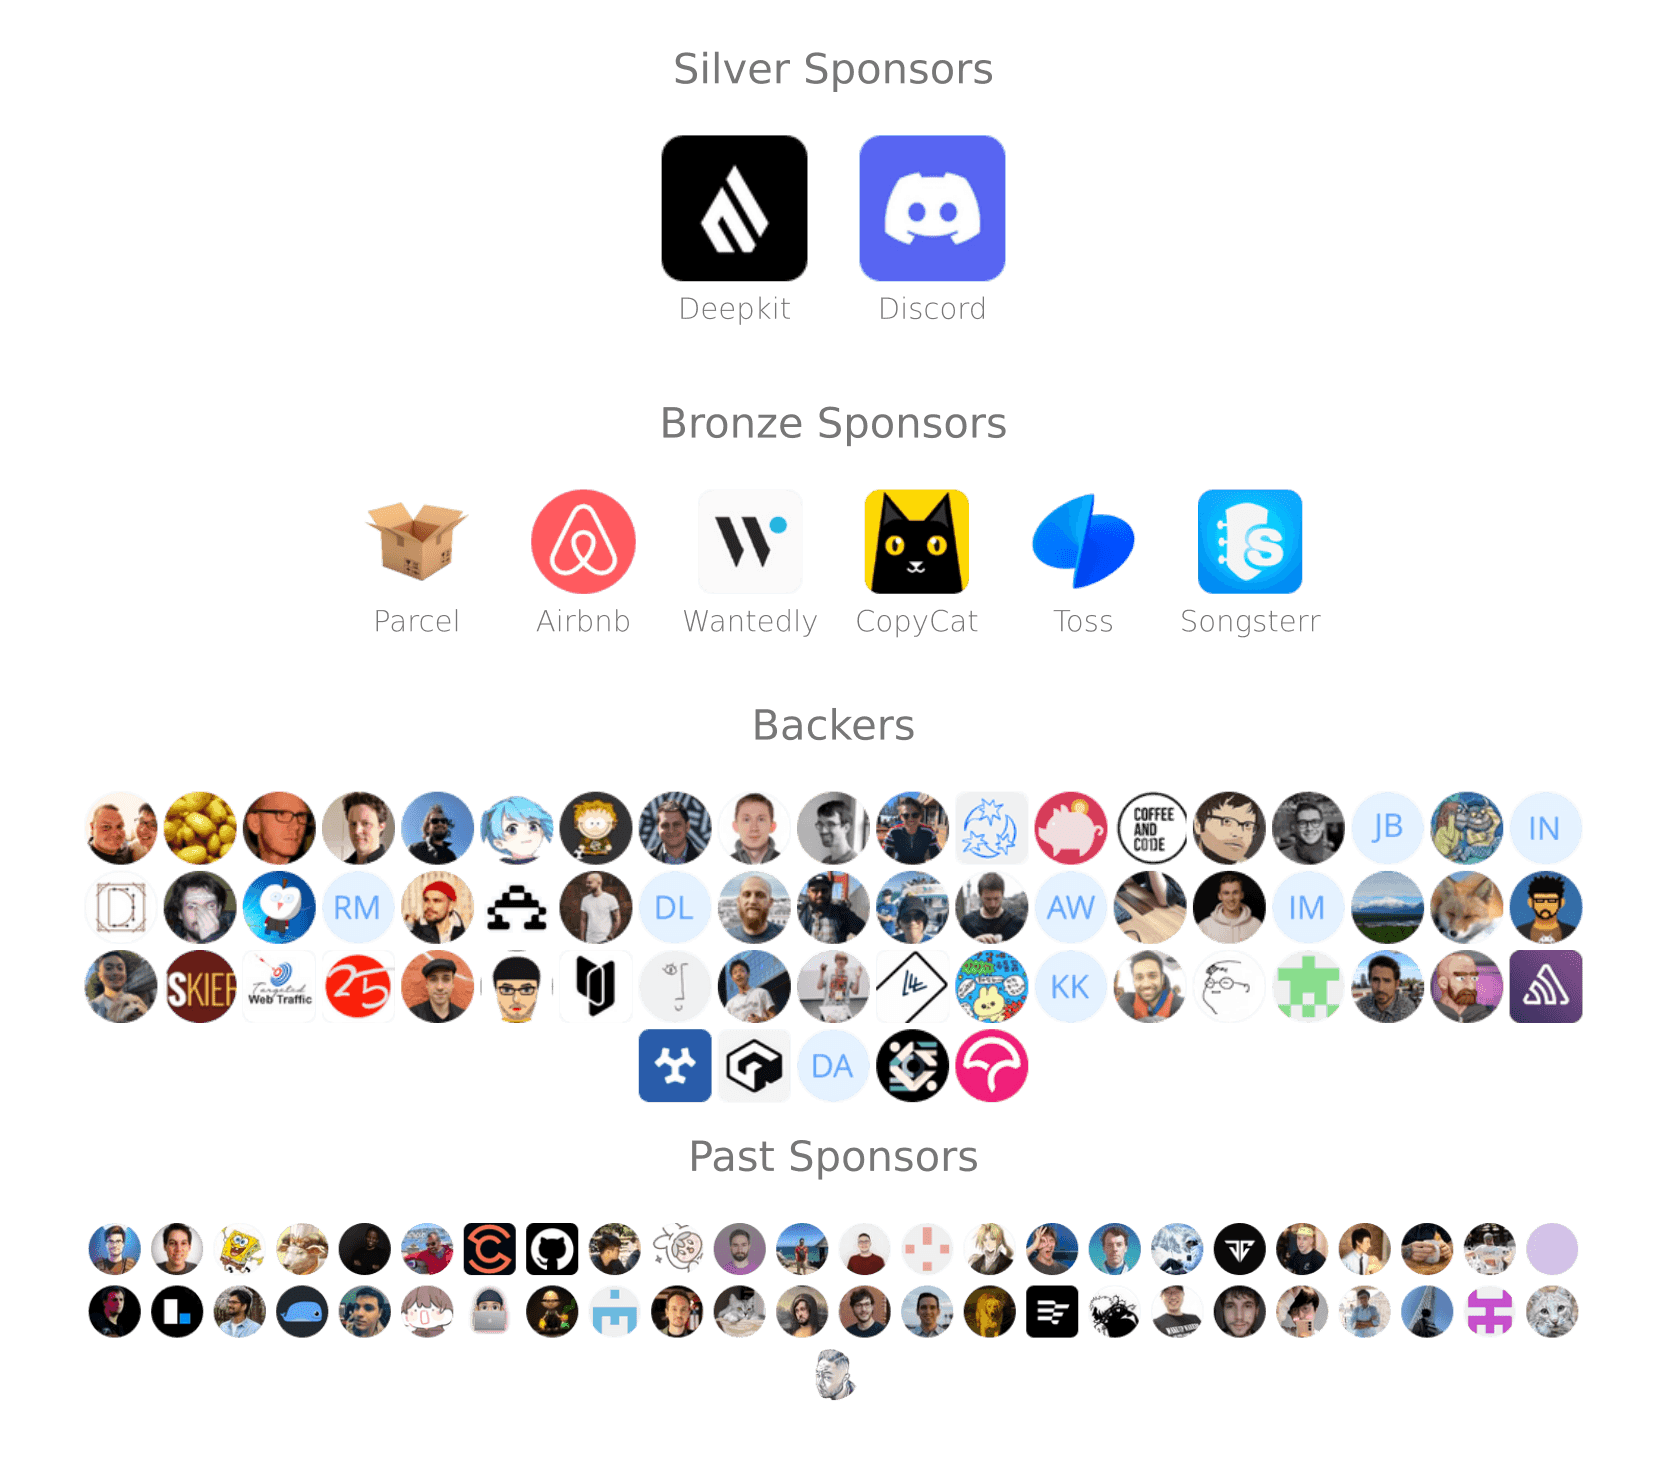 Silver Sponsors
Deepkit Discord
Bronze Sponsors
Parcel Airbnb Wantedly CopyCat Toss Songsterr
Backers
COFFEE
AND
CODE
JB IN
RM DL AW IM
SKIEF
Targeted
Web Traffic
25
KK
DA
Past Sponsors